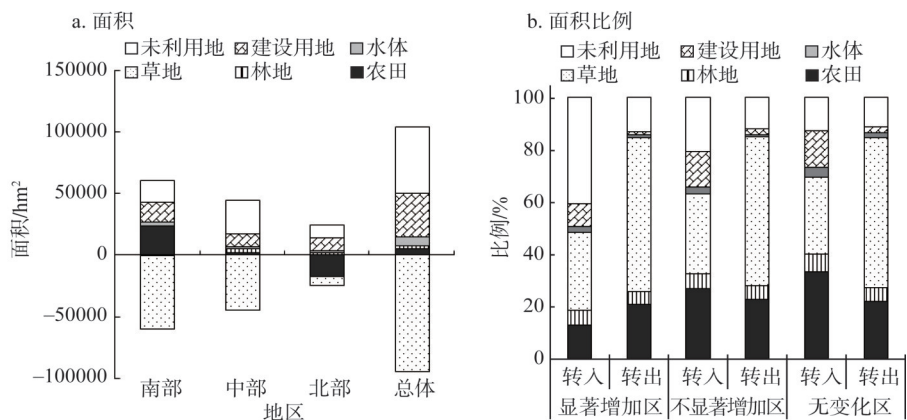 a. 面积
未利用地 建设用地 水体
草地 林地 农田
150000
100000
50000
0
−50000
−100000
面积/hm²
南部 中部 北部 总体
地区
b. 面积比例
未利用地 建设用地 水体
草地 林地 农田
100
80
60
40
20
0
比例/%
转入 转出 转入 转出 转入 转出
显著增加区 不显著增加区 无变化区